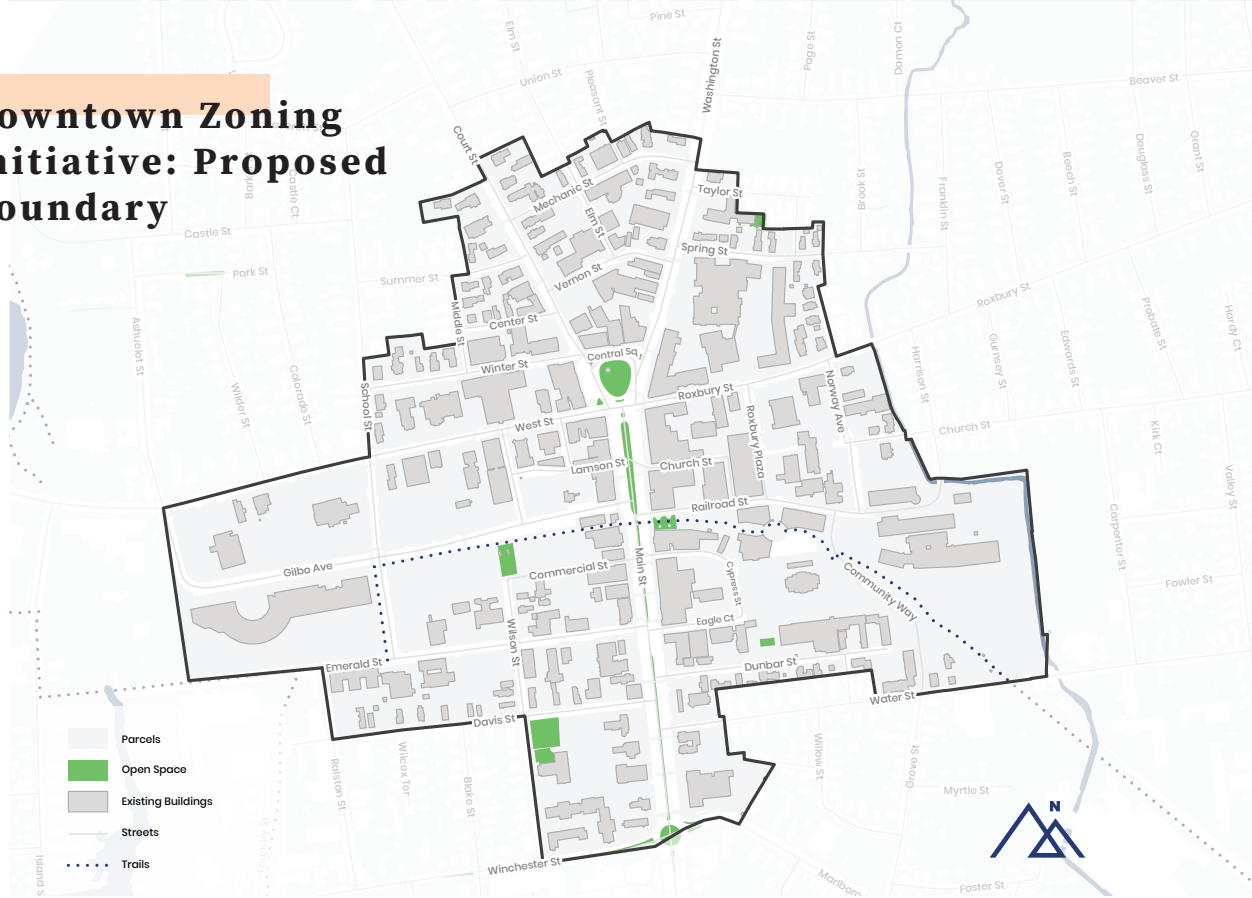 owntown Zoning
nitiative: Proposed
oundary
Pine St
Elm St
Union St
Pleasant St
Washington St
Page St
Damon Ct
Beaver St
Court St
Castle Ct
Castle St
Park St
Summer St
Mechanic St
Elm St
Vernon St
Taylor St
Spring St
Brook St
Franklin St
Dover St
Beech St
Douglass St
Grant St
Middle St
Center St
Central Sq
Winter St
School St
West St
Lamson St
Roxbury St
Roxbury Plaza
Church St
Norway Ave
Railroad St
Roxbury St
Harrison St
Gurnsey St
Edwards St
Probate St
Hardy Ct
Church St
Kirk Ct
Valley St
Carpenter St
Fowler St
Ashuelot St
Wilder St
Colorado St
Gilbo Ave
Commercial St
Main St
Cypress St
Community Way
Eagle Ct
Wilson St
Emerald St
Dunbar St
Water St
Davis St
Ralston St
Wilcox Ter
Blake St
Winchester St
Willow St
Grove St
Myrtle St
Marlboro
Foster St
Island S
Parcels
Open Space
Existing Buildings
Streets
Trails
N